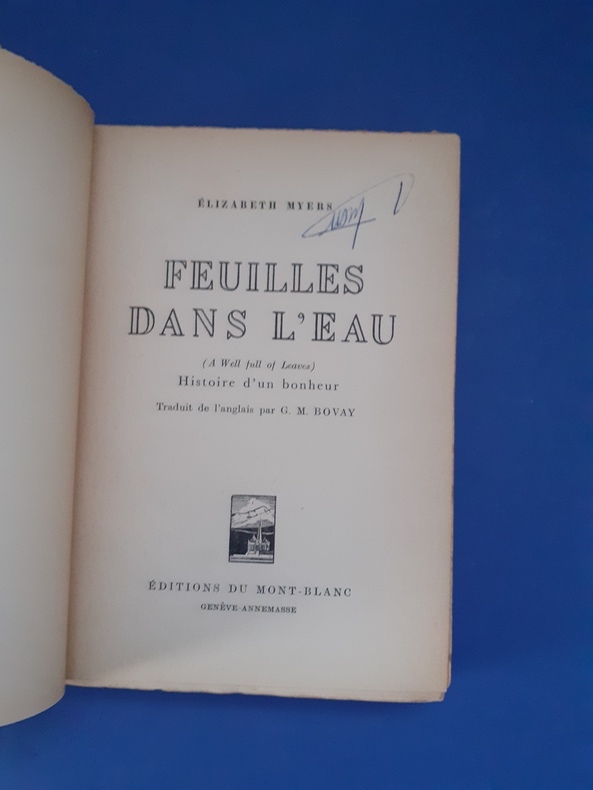 ÉLIZABETH MYERS
FEUILLES
DANS L'EAU
(A Well full of Leaves)
Histoire d'un bonheur
Traduit de l'anglais par G. M. BOVAY
ÉDITIONS DU MONT-BLANC
GENÈVE-ANNEMASSE